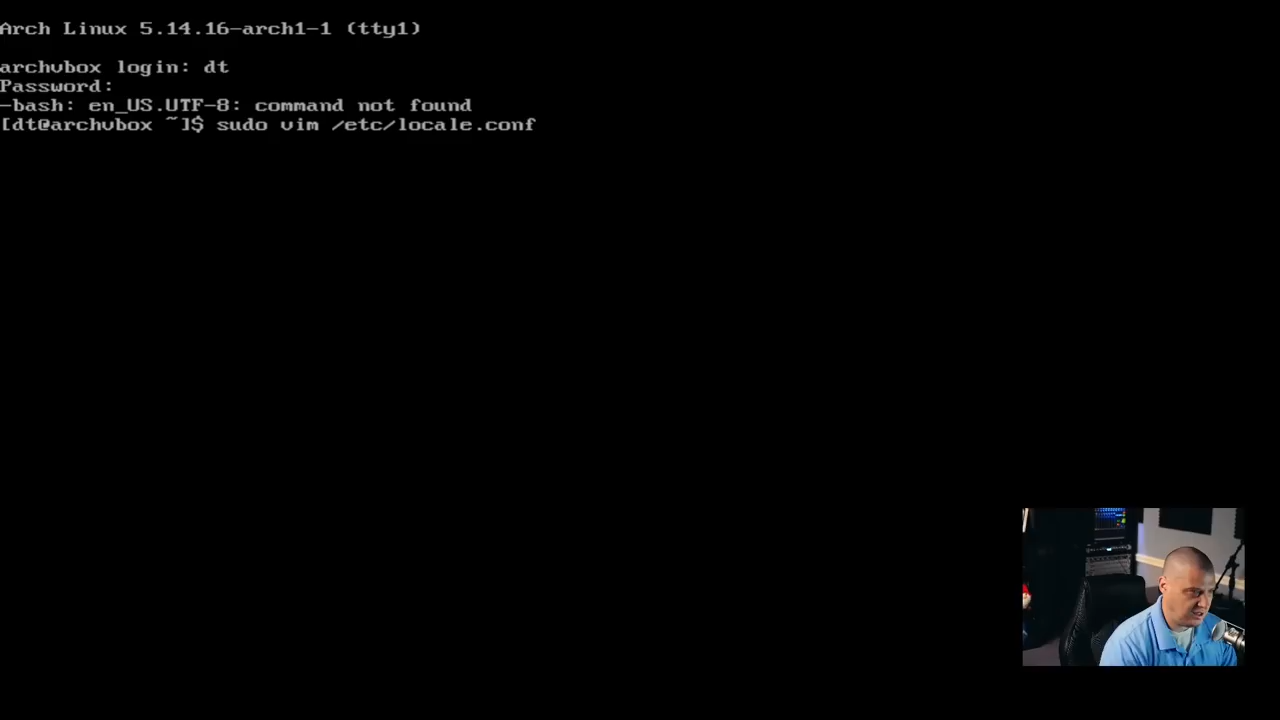 Arch Linux 5.14.16-arch1-1 (tty1)
archvbox login: dt
Password:
-bash: en_US.UTF-8: command not found
[dt@archvbox ~]$ sudo vim /etc/locale.conf